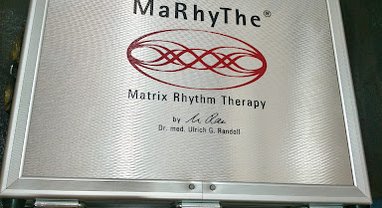 MaRhyThe®
Matrix Rhythm Therapy
by
Dr. med. Ulrich G. Randoll